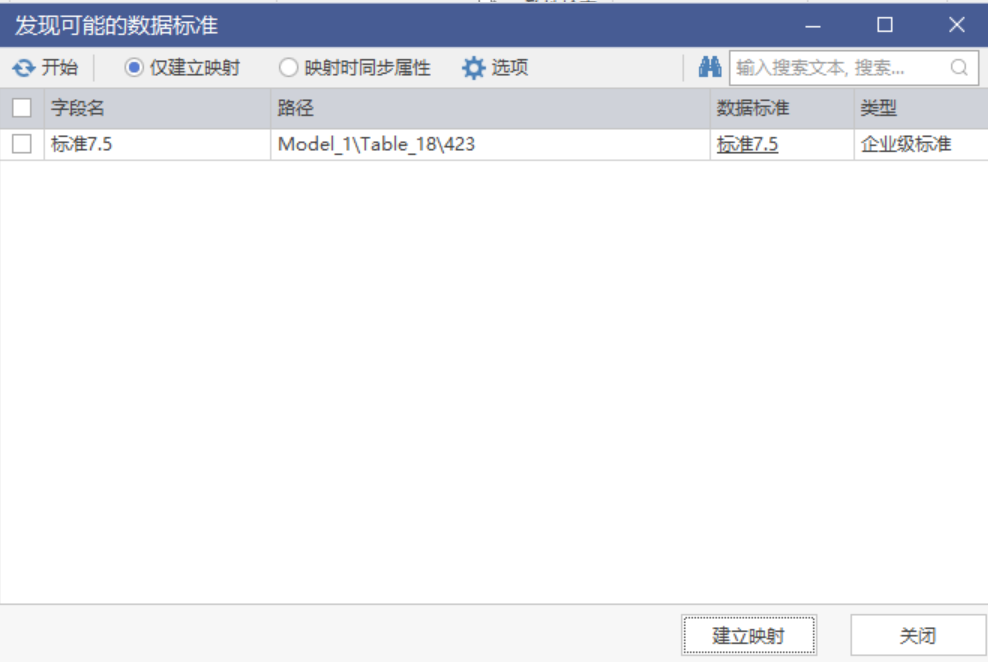 发现可能的数据标准
开始 仅建立映射 映射时同步属性 选项 输入搜索文本, 搜索...
字段名 路径 数据标准 类型
标准7.5 Model_1\Table_18\423 标准7.5 企业级标准
建立映射 关闭